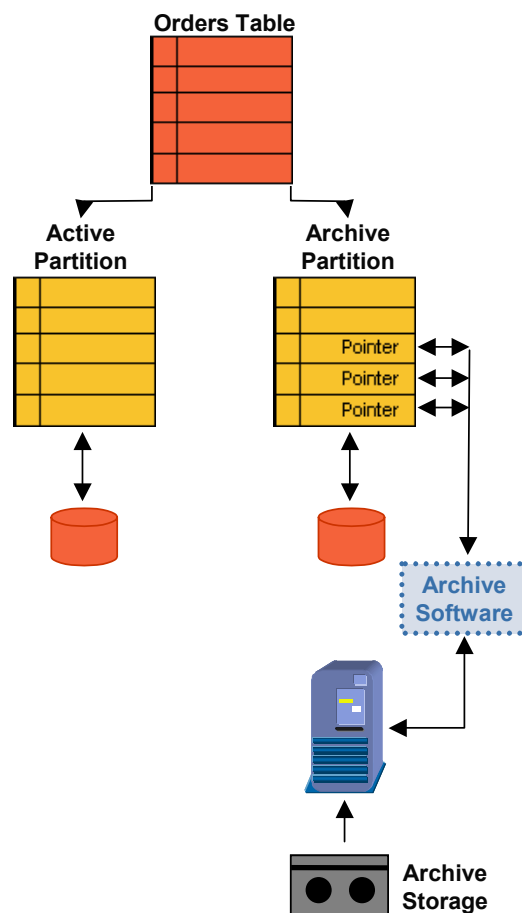 Orders Table
Active
Partition
Archive
Partition
Pointer
Pointer
Pointer
Archive
Software
Archive
Storage